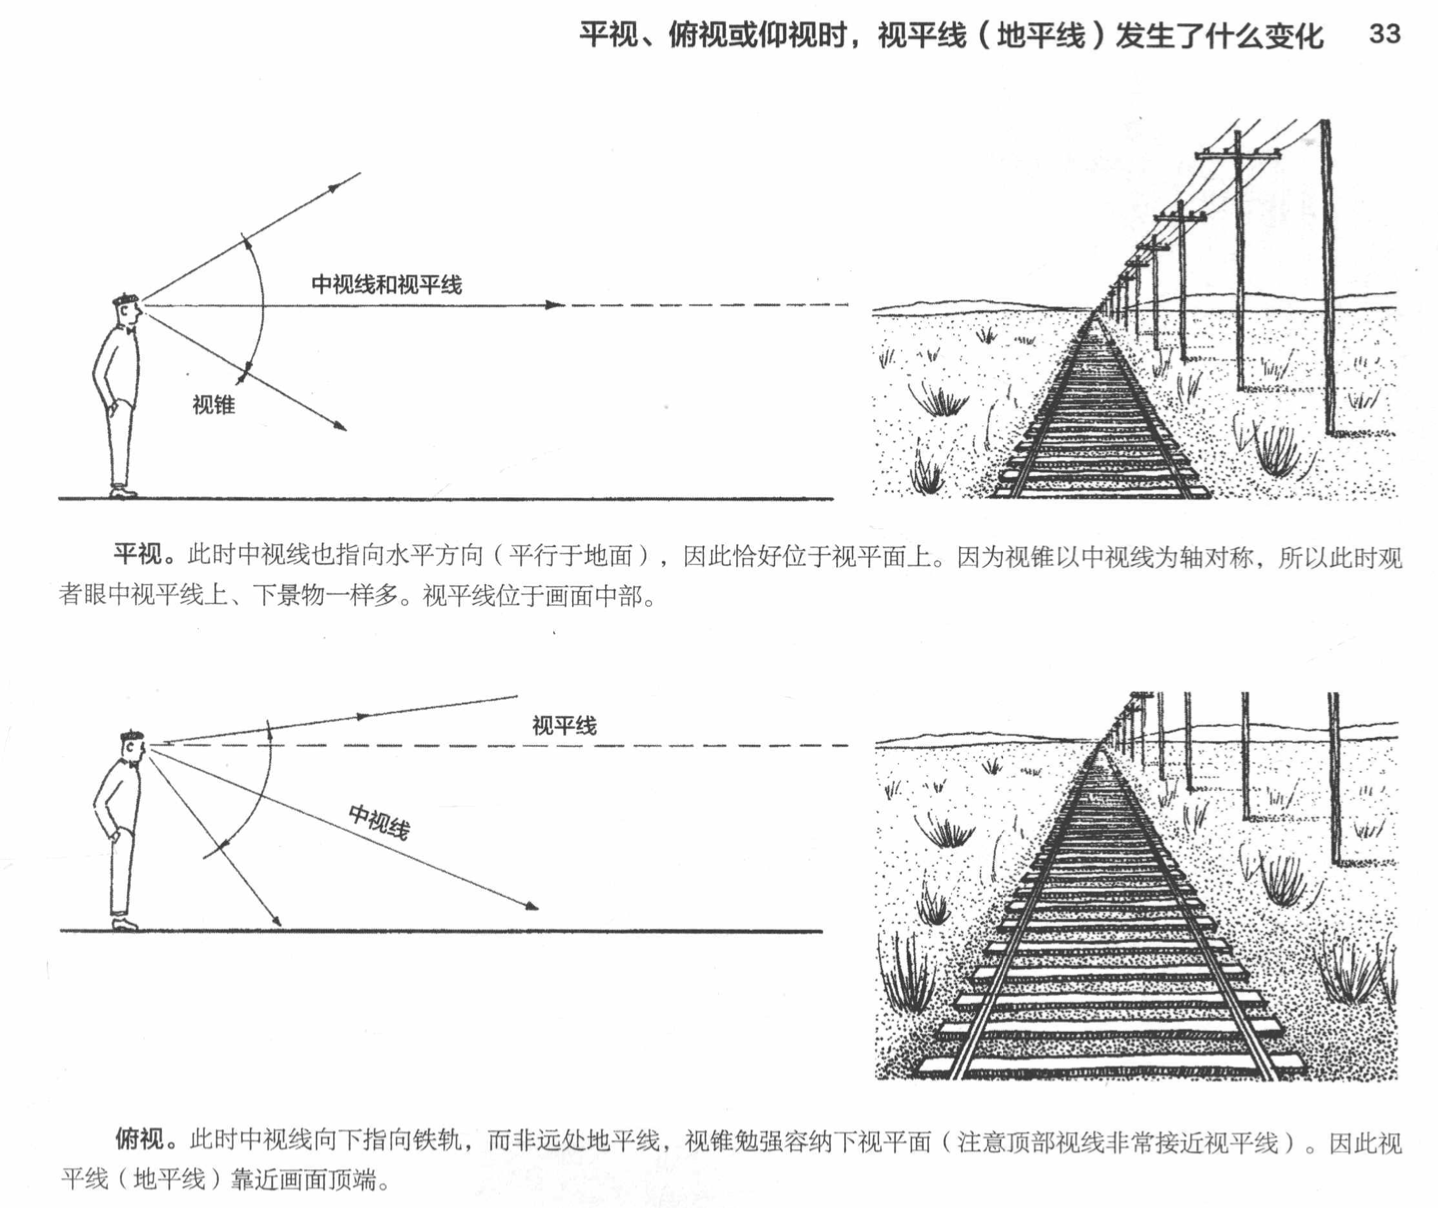 平视、俯视或仰视时，视平线（地平线）发生了什么变化 33
中视线和视平线
视锥
平视。此时中视线也指向水平方向（平行于地面），因此恰好位于视平面上。因为视锥以中视线为轴对称，所以此时观
者眼中视平线上、下景物一样多。视平线位于画面中部。
视平线
中视线
俯视。此时中视线向下指向铁轨，而非远处地平线，视锥勉强容纳下视平面（注意顶部视线非常接近视平线）。因此视
平线（地平线）靠近画面顶端。